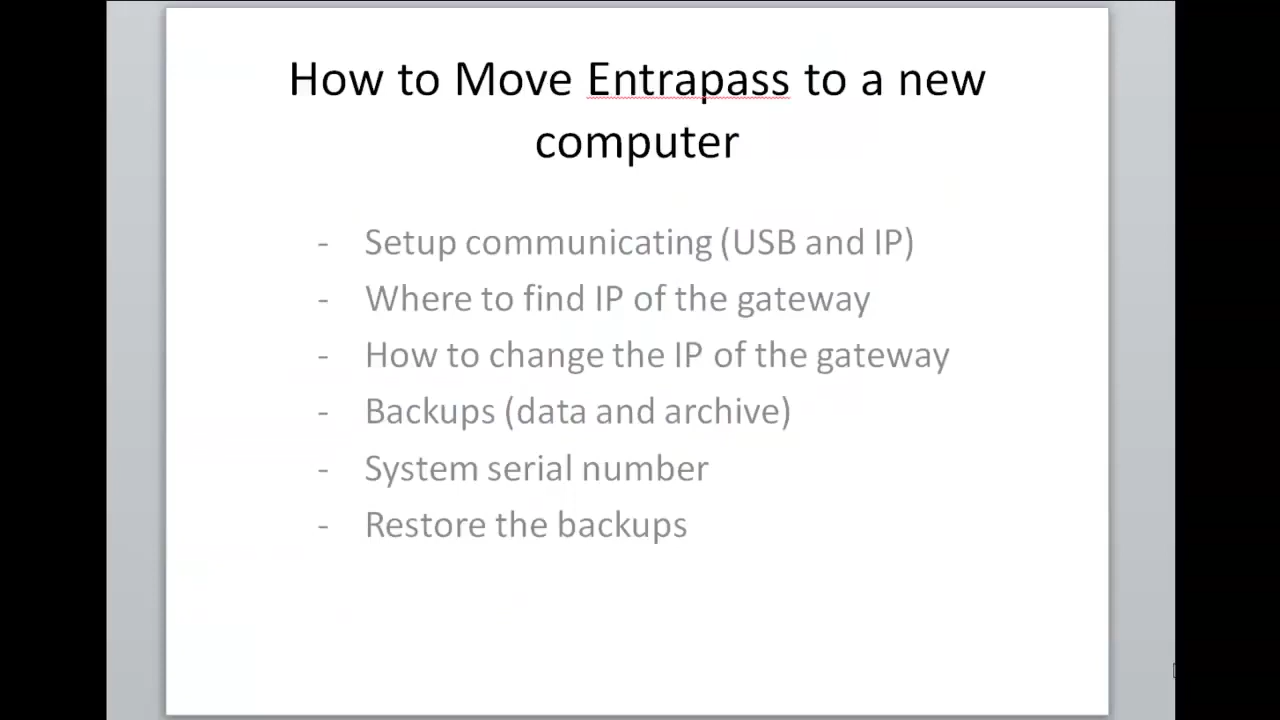 How to Move Entrapass to a new
computer
- Setup communicating (USB and IP)
- Where to find IP of the gateway
- How to change the IP of the gateway
- Backups (data and archive)
- System serial number
- Restore the backups